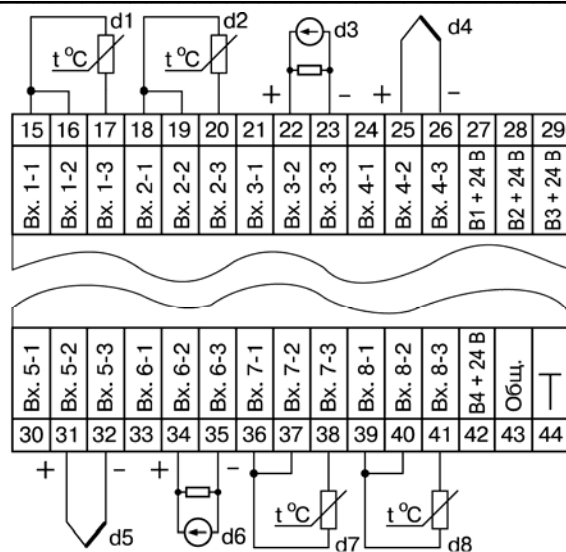 d1 d2 d3 d4
t °C t °C
+ − + −
15 16 17 18 19 20 21 22 23 24 25 26 27 28 29
Вх. 1-1 Вх. 1-2 Вх. 1-3 Вх. 2-1 Вх. 2-2 Вх. 2-3 Вх. 3-1 Вх. 3-2 Вх. 3-3 Вх. 4-1 Вх. 4-2 Вх. 4-3 В1 + 24 В В2 + 24 В В3 + 24 В
Вх. 5-1 Вх. 5-2 Вх. 5-3 Вх. 6-1 Вх. 6-2 Вх. 6-3 Вх. 7-1 Вх. 7-2 Вх. 7-3 Вх. 8-1 Вх. 8-2 Вх. 8-3 В4 + 24 В Общ.
30 31 32 33 34 35 36 37 38 39 40 41 42 43 44
+ − + −
t °C t °C
d5 d6 d7 d8